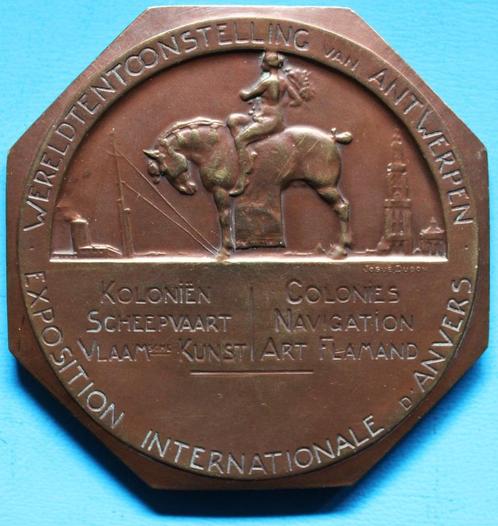 WERELDTENTOONSTELLING VAN ANTWERPEN
JOSUÉ DUPON
KOLONIËN | COLONIES
SCHEEPVAART | NAVIGATION
VLAAMSCHE KUNST | ART FLAMAND
EXPOSITION INTERNATIONALE D'ANVERS